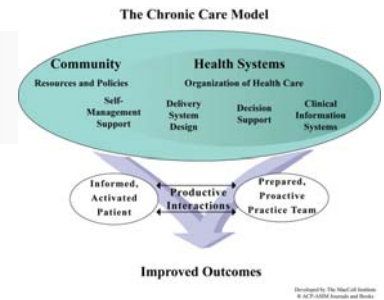 The Chronic Care Model
Community
Health Systems
Resources and Policies
Organization of Health Care
Self-
Management
Support
Delivery
System
Design
Decision
Support
Clinical
Information
Systems
Informed,
Activated
Patient
Productive
Interactions
Prepared,
Proactive
Practice Team
Improved Outcomes
Developed by The MacColl Institute
® ACP-ASIM Journals and Books